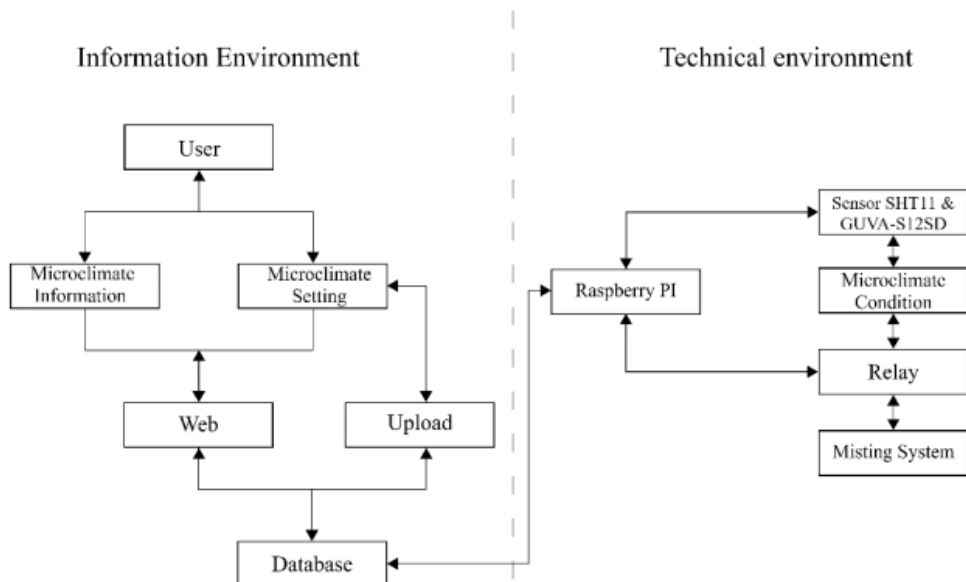 Information Environment
Technical environment
User
Microclimate
Information
Microclimate
Setting
Web
Upload
Database
Raspberry PI
Sensor SHT11 &
GUVA-S12SD
Microclimate
Condition
Relay
Misting System